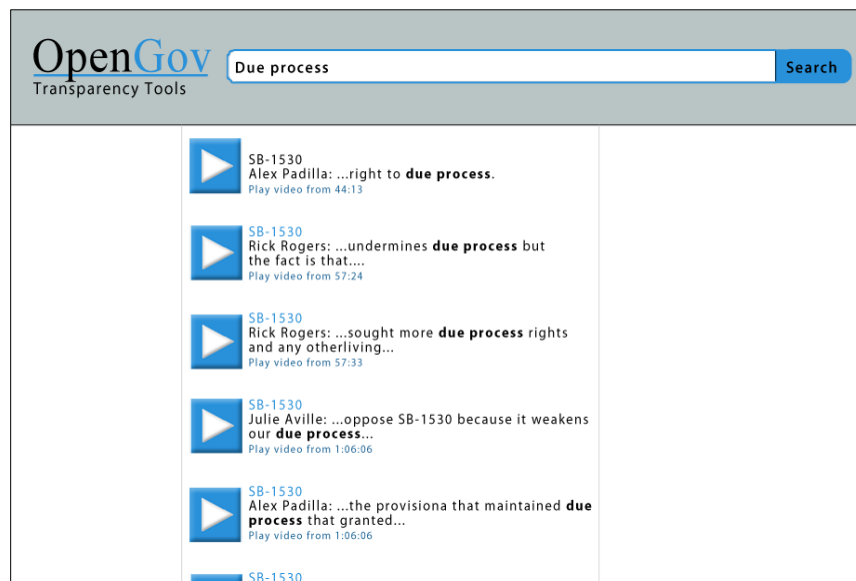 OpenGov
Transparency Tools
Due process
Search
SB-1530
Alex Padilla: ...right to due process.
Play video from 44:13
SB-1530
Rick Rogers: ...undermines due process but
the fact is that....
Play video from 57:24
SB-1530
Rick Rogers: ...sought more due process rights
and any otherliving...
Play video from 57:33
SB-1530
Julie Aville: ...oppose SB-1530 because it weakens
our due process...
Play video from 1:06:06
SB-1530
Alex Padilla: ...the provisiona that maintained due
process that granted...
Play video from 1:06:06
SB-1530